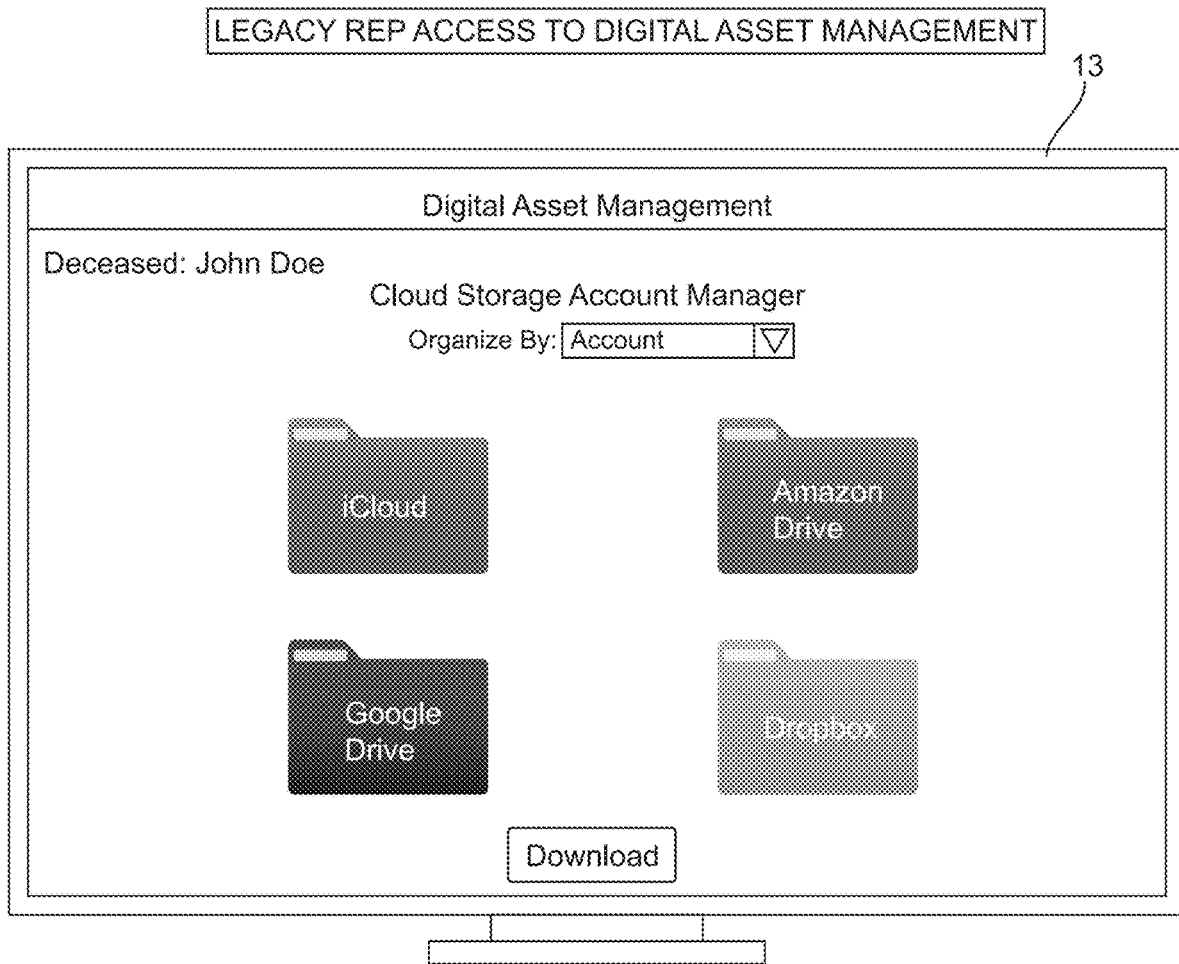 LEGACY REP ACCESS TO DIGITAL ASSET MANAGEMENT
13
Digital Asset Management
Deceased: John Doe
Cloud Storage Account Manager
Organize By: Account
iCloud
Amazon
Drive
Google
Drive
Dropbox
Download